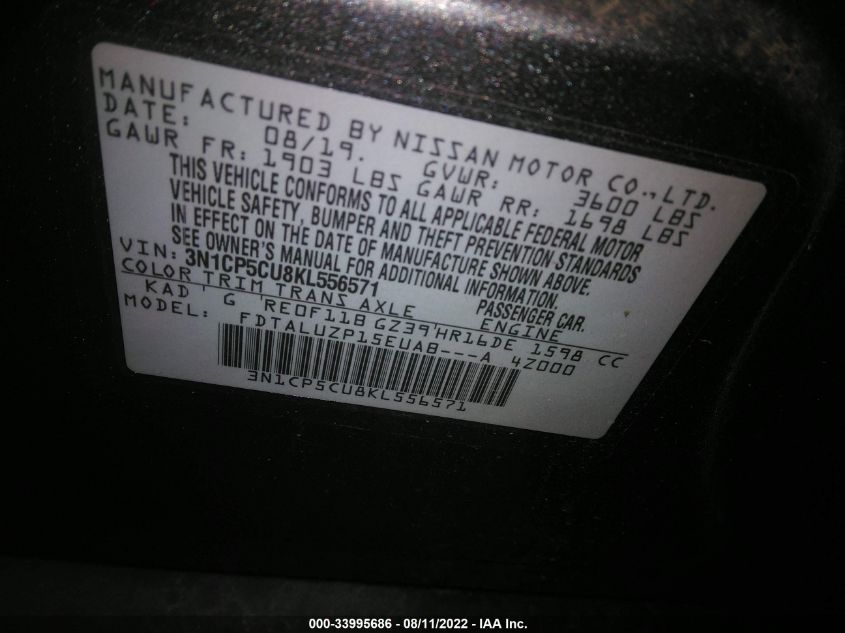 MANUFACTURED BY NISSAN MOTOR CO.,LTD.
DATE: 08/19. GVWR: 3600 LBS
GAWR FR: 1903 LBS GAWR RR: 1698 LBS
THIS VEHICLE CONFORMS TO ALL APPLICABLE FEDERAL MOTOR
VEHICLE SAFETY, BUMPER AND THEFT PREVENTION STANDARDS
IN EFFECT ON THE DATE OF MANUFACTURE SHOWN ABOVE.
SEE OWNER'S MANUAL FOR ADDITIONAL INFORMATION.
VIN: 3N1CP5CU8KL556571 PASSENGER CAR.
COLOR TRIM TRANS AXLE ENGINE
KAD G RE0F11B GZ39 HR16DE 1598 CC
MODEL: FDTALUZP15EUAB---A 4Z000
3N1CP5CU8KL556571
000-33995686 - 08/11/2022 - IAA Inc.